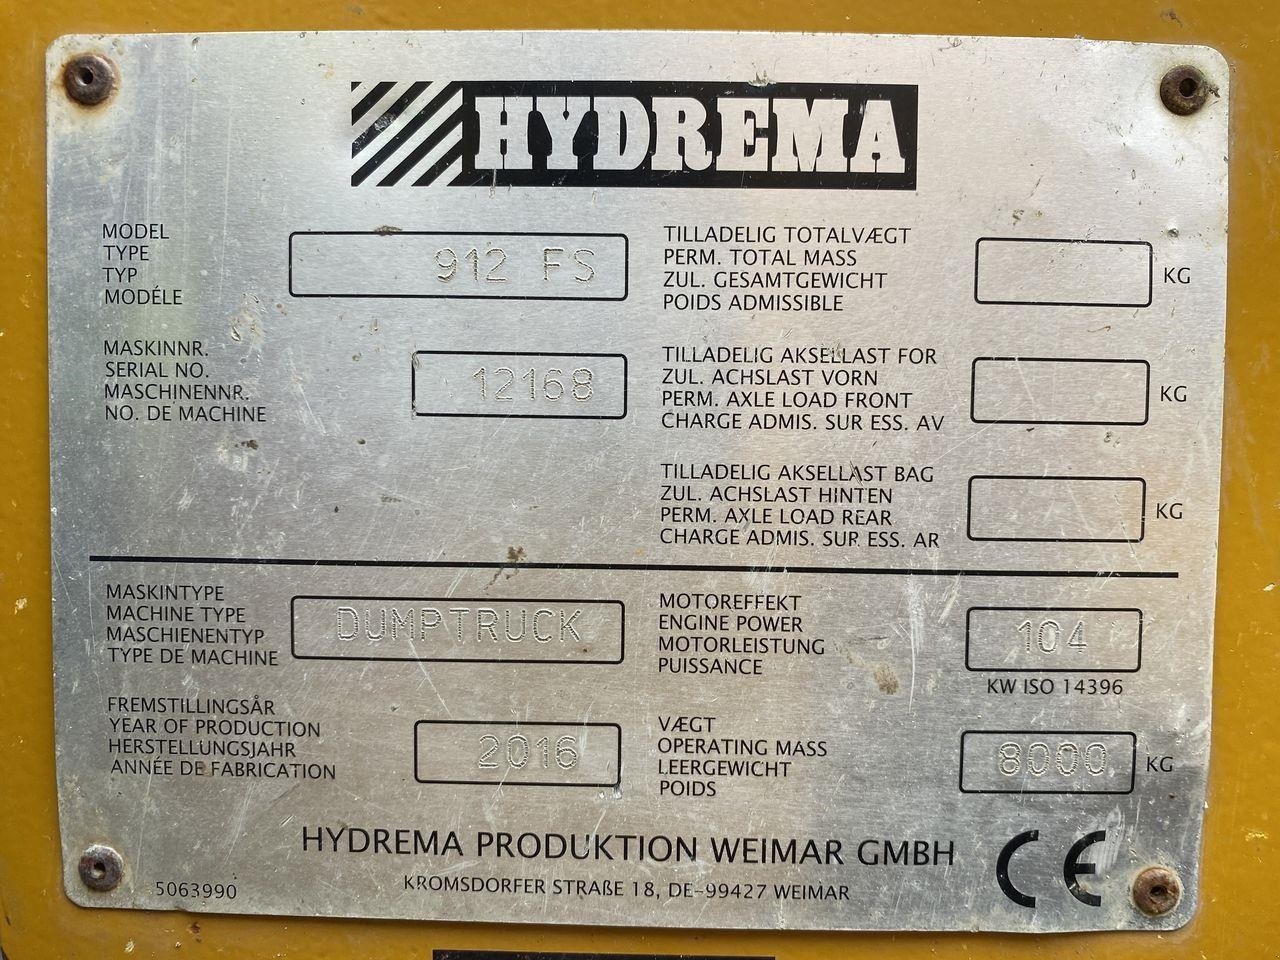 HYDREMA
MODEL
TYPE
TYP
MODÉLE
912 FS
MASKINNR.
SERIAL NO.
MASCHINENNR.
NO. DE MACHINE
12168
TILLADELIG TOTALVÆGT
PERM. TOTAL MASS
ZUL. GESAMTGEWICHT
POIDS ADMISSIBLE
KG
TILLADELIG AKSELLAST FOR
ZUL. ACHSLAST VORN
PERM. AXLE LOAD FRONT
CHARGE ADMIS. SUR ESS. AV
KG
TILLADELIG AKSELLAST BAG
ZUL. ACHSLAST HINTEN
PERM. AXLE LOAD REAR
CHARGE ADMIS. SUR ESS. AR
KG
MASKINTYPE
MACHINE TYPE
MASCHIENENTYP
TYPE DE MACHINE
DUMPTRUCK
FREMSTILLINGSÅR
YEAR OF PRODUCTION
HERSTELLUNGSJAHR
ANNÉE DE FABRICATION
2016
MOTOREFFEKT
ENGINE POWER
MOTORLEISTUNG
PUISSANCE
104
KW ISO 14396
VÆGT
OPERATING MASS
LEERGEWICHT
POIDS
8000
KG
HYDREMA PRODUKTION WEIMAR GMBH
KROMSDORFER STRAßE 18, DE-99427 WEIMAR
5063990
CE